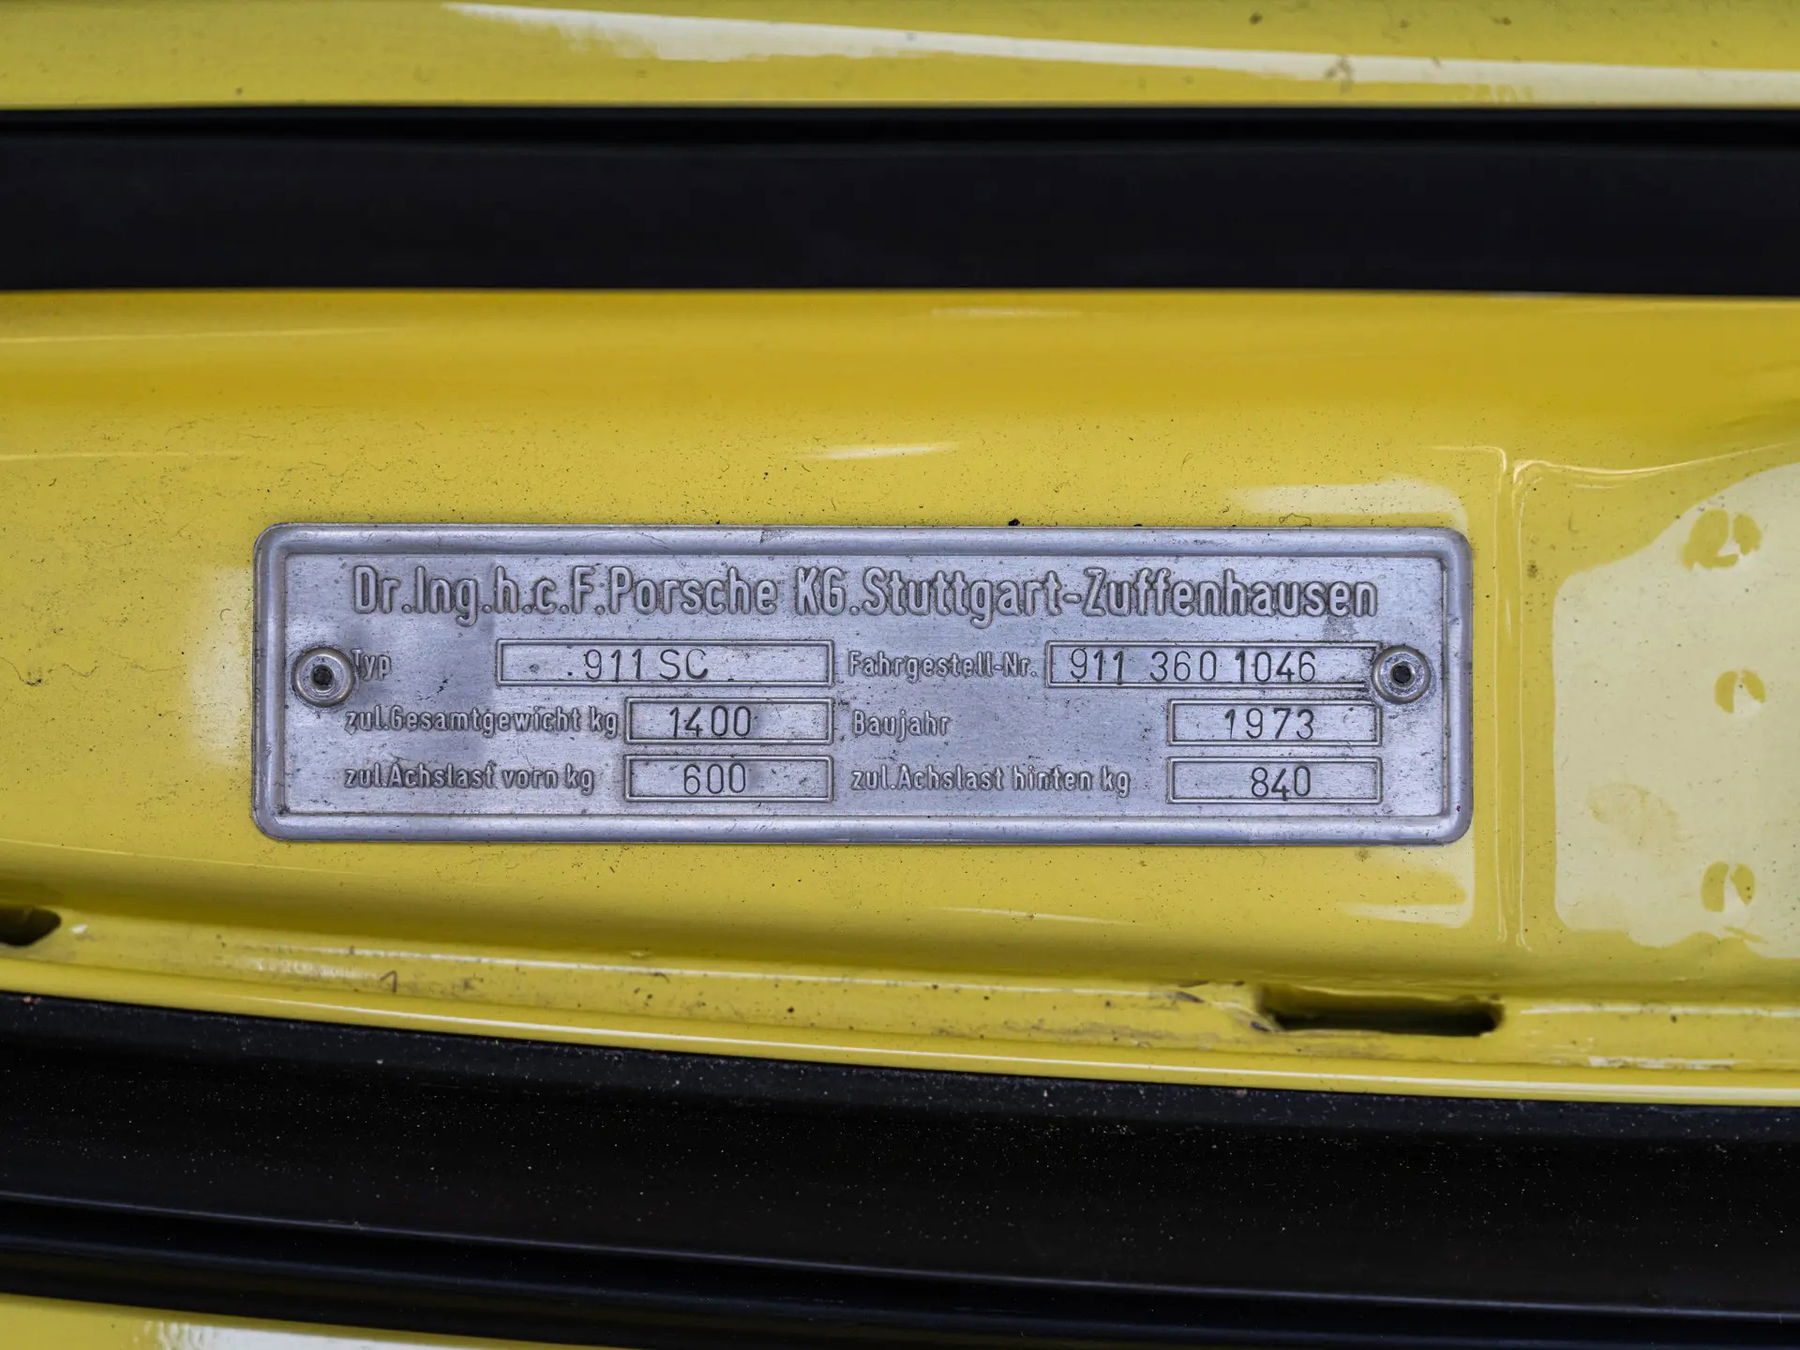 Dr.Ing.h.c.F.Porsche KG.Stuttgart-Zuffenhausen
Typ .911 SC Fahrgestell-Nr. 911 360 1046
zul.Gesamtgewicht kg 1400 Baujahr 1973
zul.Achslast vorn kg 600 zul.Achslast hinten kg 840